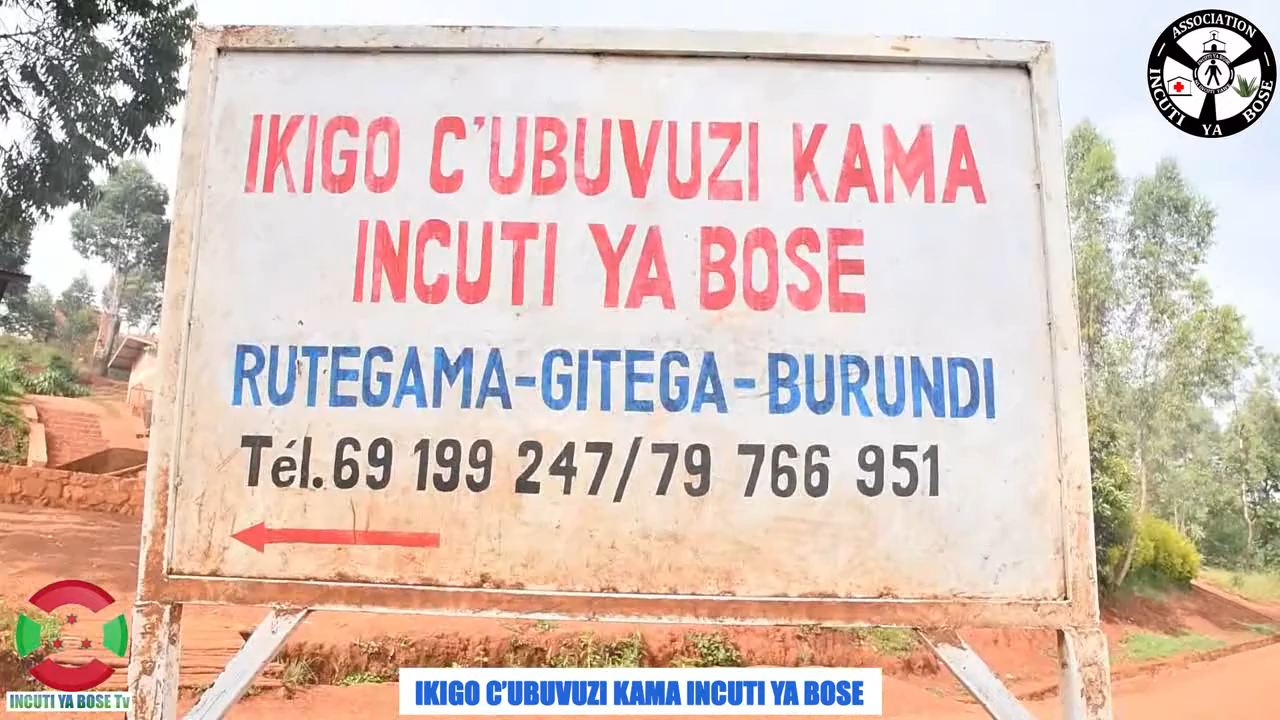 IKIGO C'UBUVUZI KAMA
INCUTI YA BOSE
RUTEGAMA-GITEGA-BURUNDI
Tél. 69 199 247/79 766 951
ASSOCIATION
INCUTI YA BOSE
INCUTI YA BOSE Tv
IKIGO C'UBUVUZI KAMA INCUTI YA BOSE